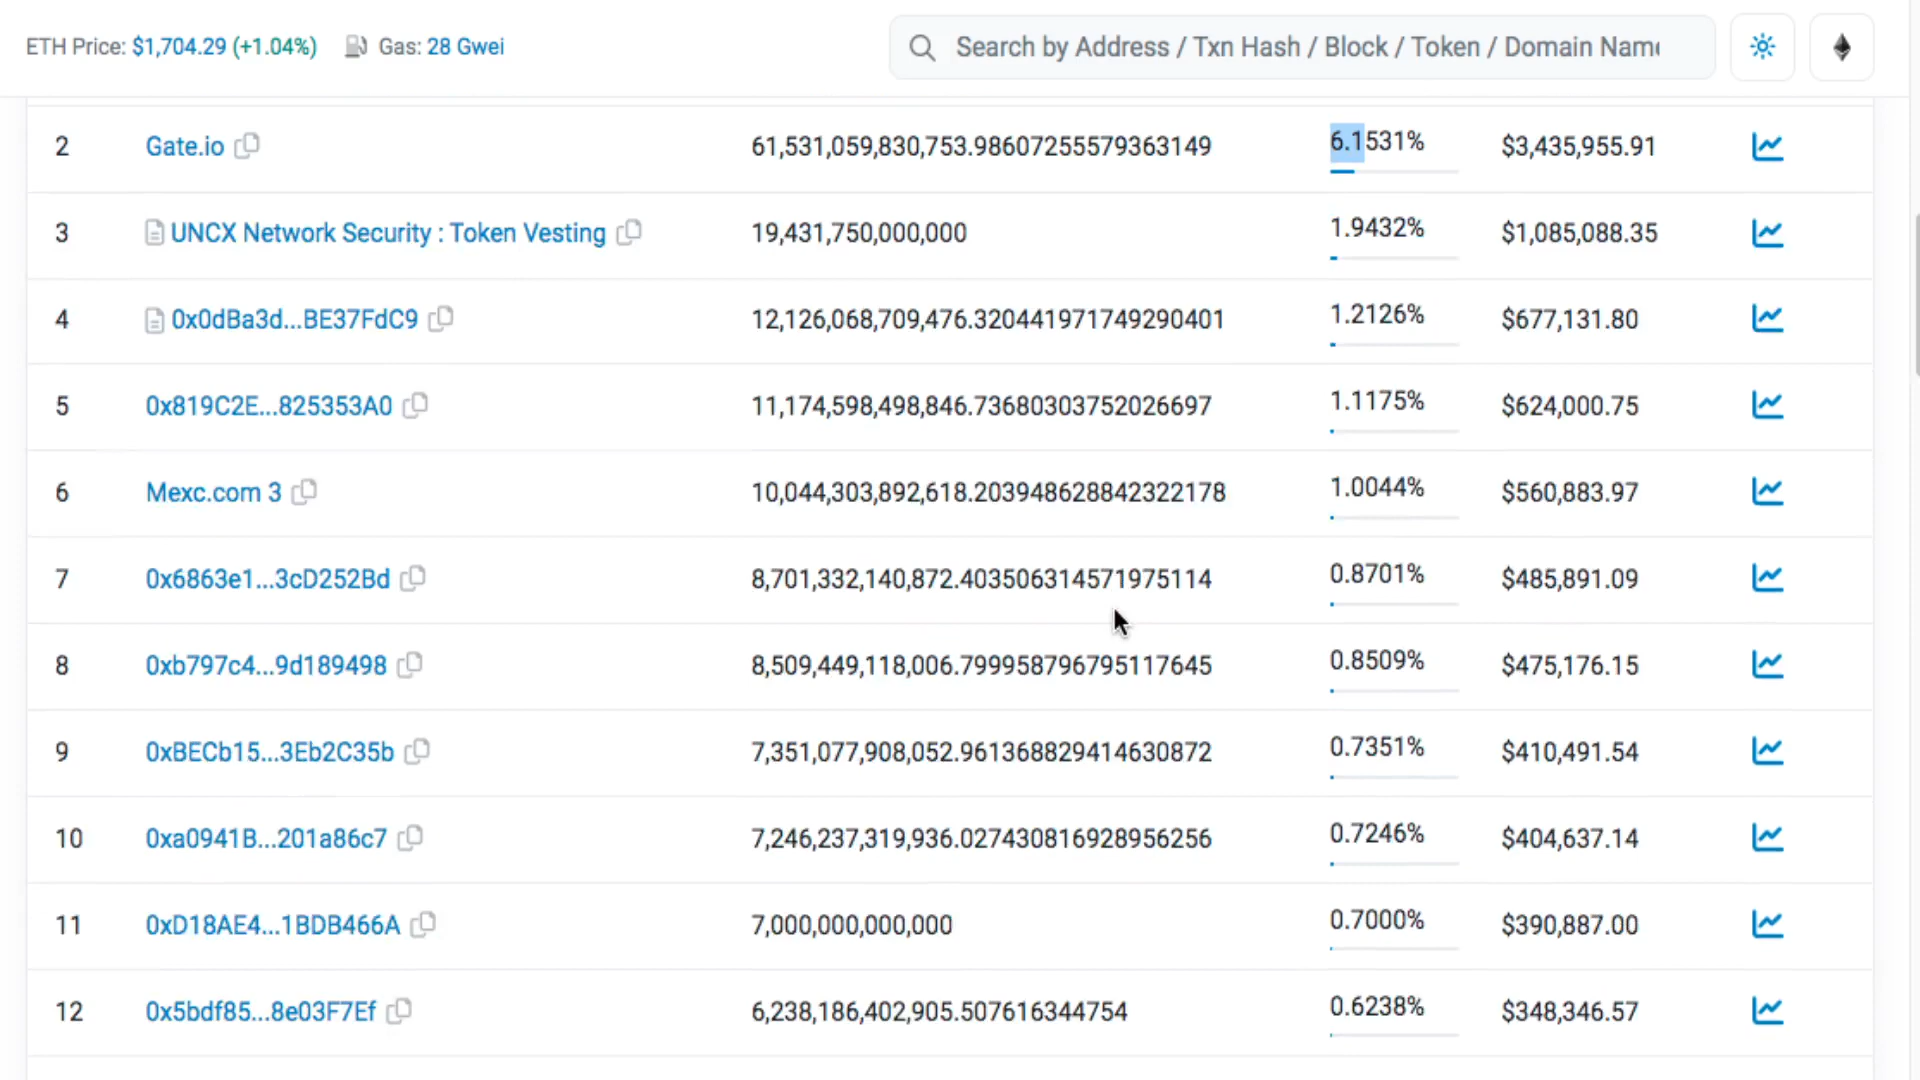 ETH Price: $1,704.29 (+1.04%) Gas: 28 Gwei
Search by Address / Txn Hash / Block / Token / Domain Name
2 Gate.io 61,531,059,830,753.98607255579363149 6.1531% $3,435,955.91
3 UNCX Network Security : Token Vesting 19,431,750,000,000 1.9432% $1,085,088.35
4 0x0dBa3d...BE37FdC9 12,126,068,709,476.320441971749290401 1.2126% $677,131.80
5 0x819C2E...825353A0 11,174,598,498,846.73680303752026697 1.1175% $624,000.75
6 Mexc.com 3 10,044,303,892,618.203948628842322178 1.0044% $560,883.97
7 0x6863e1...3cD252Bd 8,701,332,140,872.403506314571975114 0.8701% $485,891.09
8 0xb797c4...9d189498 8,509,449,118,006.799958796795117645 0.8509% $475,176.15
9 0xBECb15...3Eb2C35b 7,351,077,908,052.961368829414630872 0.7351% $410,491.54
10 0xa0941B...201a86c7 7,246,237,319,936.027430816928956256 0.7246% $404,637.14
11 0xD18AE4...1BDB466A 7,000,000,000,000 0.7000% $390,887.00
12 0x5bdf85...8e03F7Ef 6,238,186,402,905.507616344754 0.6238% $348,346.57